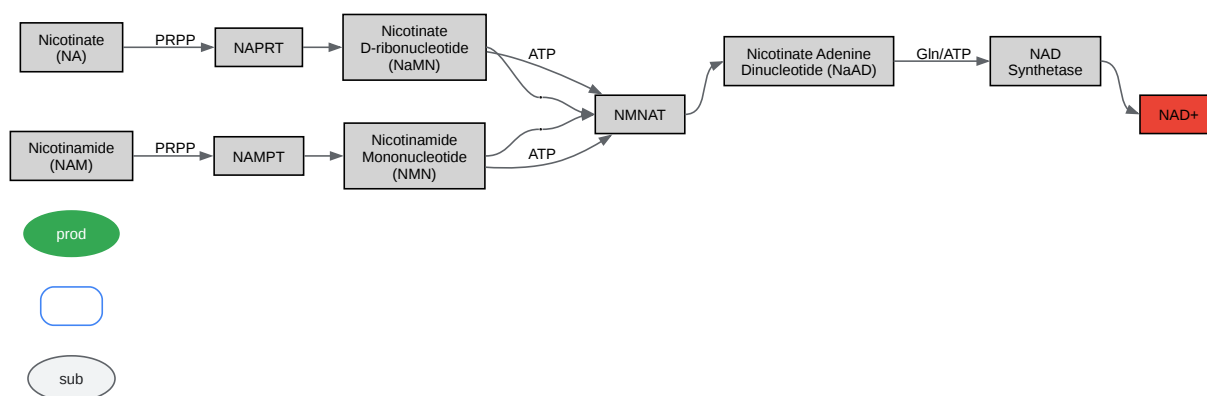 Nicotinate
(NA)
PRPP
NAPRT
Nicotinate
D-ribonucleotide
(NaMN)
ATP
NMNAT
Nicotinate Adenine
Dinucleotide (NaAD)
Gln/ATP
NAD
Synthetase
NAD+
Nicotinamide
(NAM)
PRPP
NAMPT
Nicotinamide
Mononucleotide
(NMN)
ATP
prod
sub